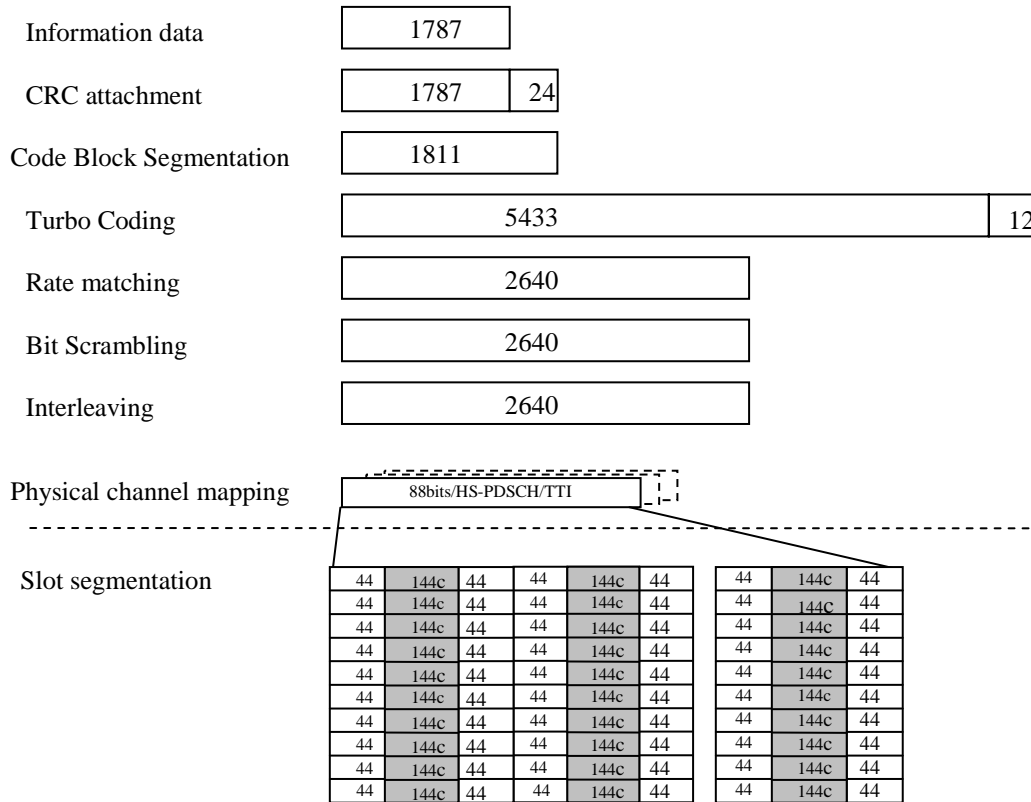 Information data 1787
CRC attachment 1787 24
Code Block Segmentation 1811
Turbo Coding 5433 12
Rate matching 2640
Bit Scrambling 2640
Interleaving 2640
Physical channel mapping 88bits/HS-PDSCH/TTI
Slot segmentation 44 144c 44 44 144c 44 44 144c 44
44 144c 44 44 144c 44 44 144c 44
44 144c 44 44 144c 44 44 144c 44
44 144c 44 44 144c 44 44 144c 44
44 144c 44 44 144c 44 44 144c 44
44 144c 44 44 144c 44 44 144c 44
44 144c 44 44 144c 44 44 144c 44
44 144c 44 44 144c 44 44 144c 44
44 144c 44 44 144c 44 44 144c 44
44 144c 44 44 144c 44 44 144c 44